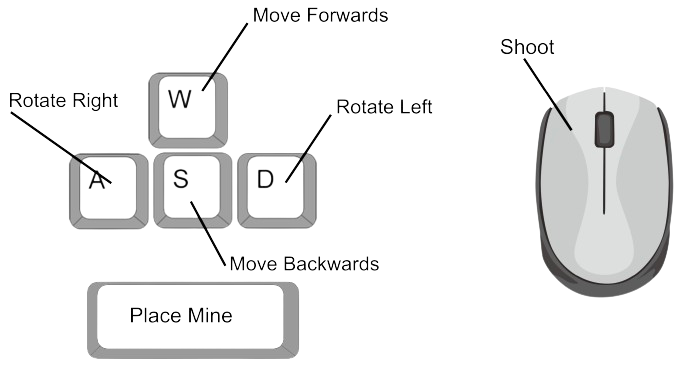 Move Forwards
Shoot
Rotate Right
W
Rotate Left
A
S
D
Move Backwards
Place Mine